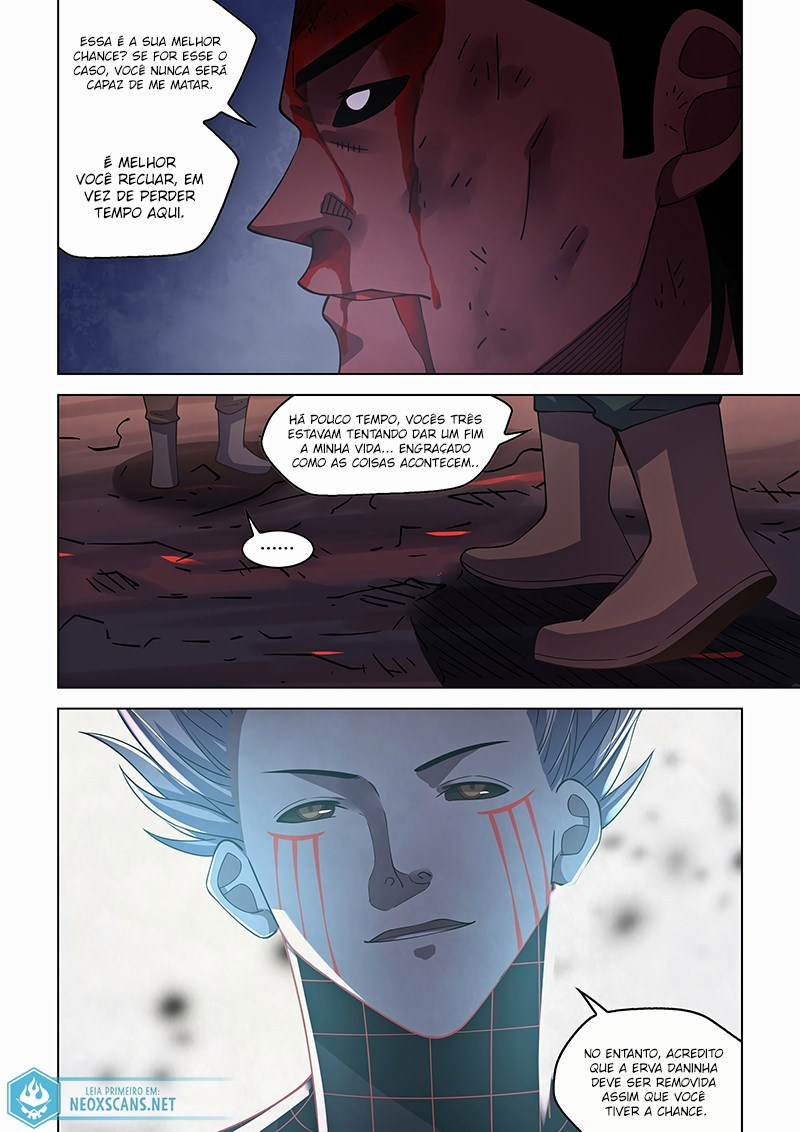 ESSA É A SUA MELHOR
CHANCE? SE FOR ESSE O
CASO, VOCÊ NUNCA SERÁ
CAPAZ DE ME MATAR.
É MELHOR
VOCÊ RECUAR, EM
VEZ DE PERDER
TEMPO AQUI.
HÁ POUCO TEMPO, VOCÊS TRÊS
ESTAVAM TENTANDO DAR UM FIM
A MINHA VIDA... ENGRAÇADO
COMO AS COISAS ACONTECEM..
......
NO ENTANTO, ACREDITO
QUE A ERVA DANINHA
DEVE SER REMOVIDA
ASSIM QUE VOCÊ
TIVER A CHANCE.
LEIA PRIMEIRO EM:
NEOXSCANS.NET